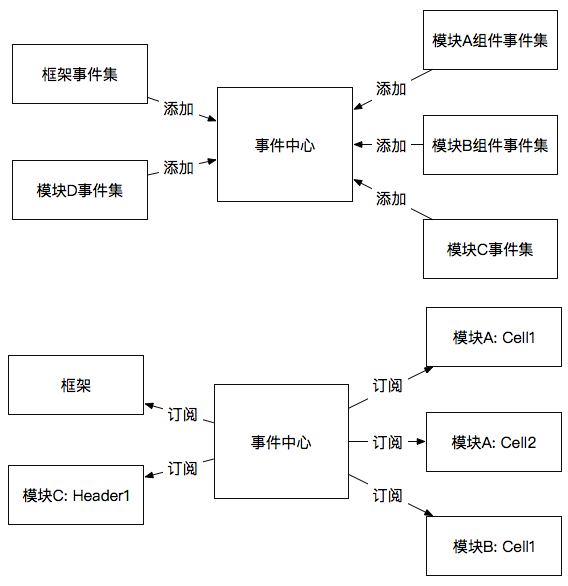 框架事件集
模块A组件事件集
添加
添加
事件中心
添加
模块B组件事件集
模块D事件集
添加
添加
模块C事件集
模块A: Cell1
框架
订阅
订阅
事件中心
订阅
模块A: Cell2
模块C: Header1
订阅
订阅
模块B: Cell1